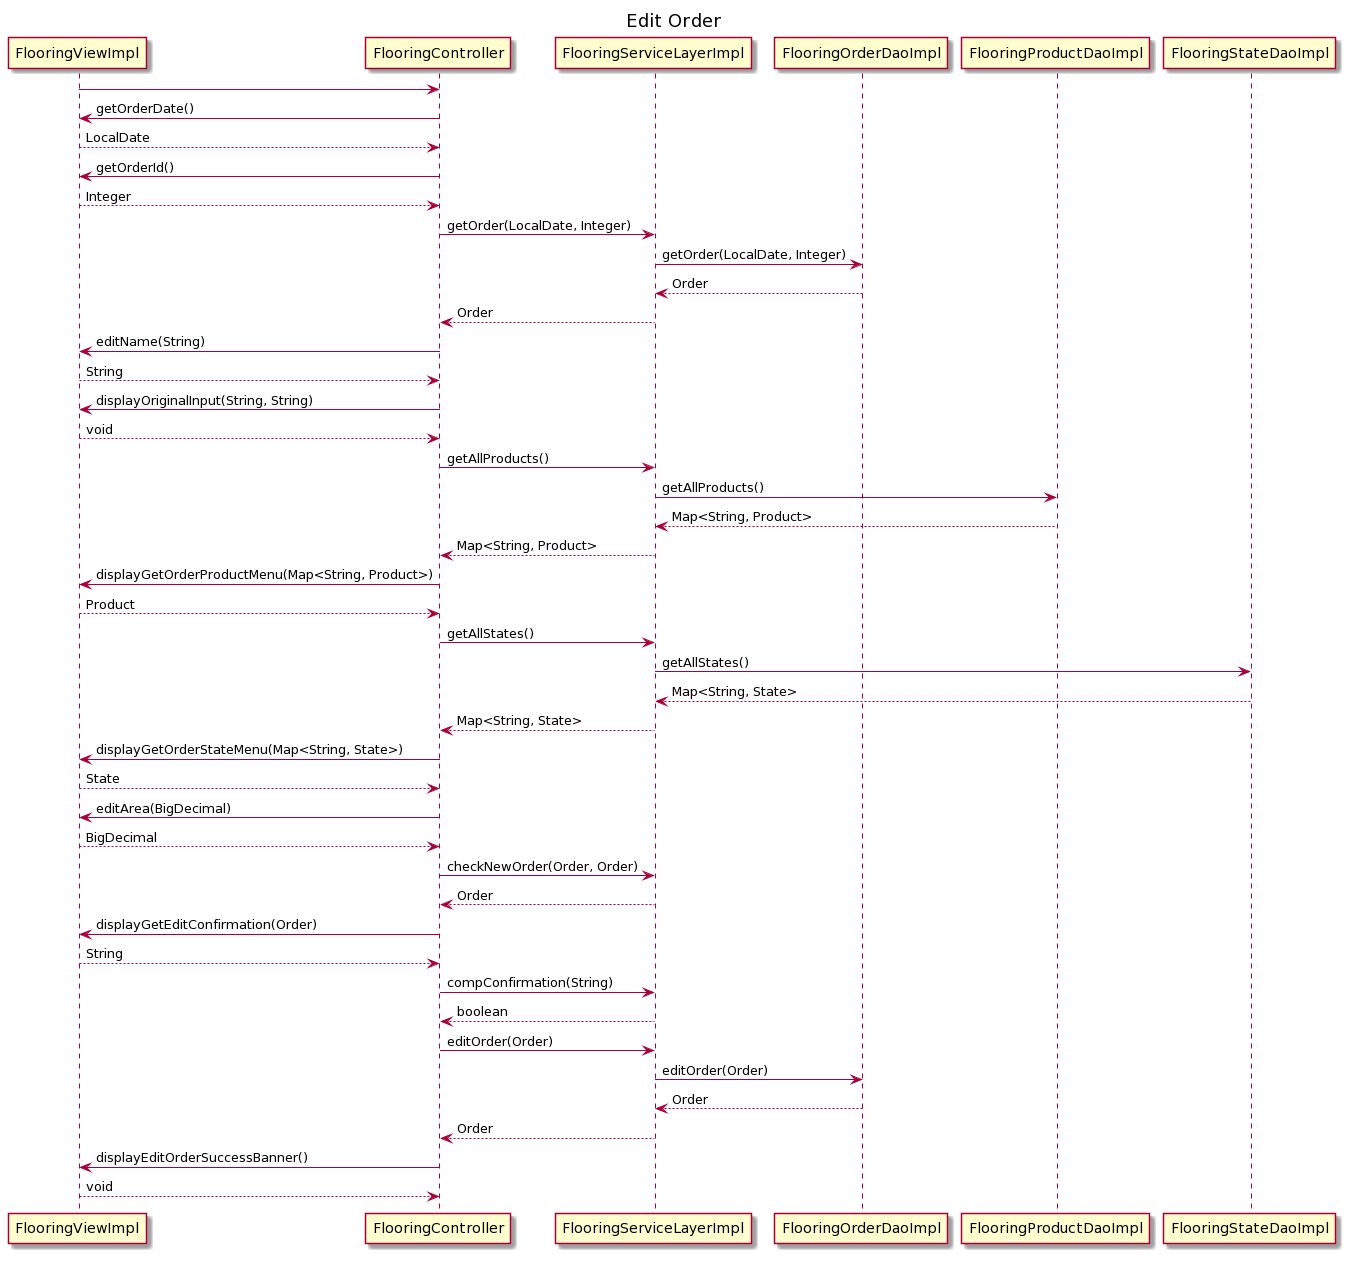 Edit Order
FlooringViewImpl FlooringController FlooringServiceLayerImpl FlooringOrderDaoImpl FlooringProductDaoImpl FlooringStateDaoImpl
getOrderDate()
LocalDate
getOrderId()
Integer
getOrder(LocalDate, Integer)
getOrder(LocalDate, Integer)
Order
Order
editName(String)
String
displayOriginalInput(String, String)
void
getAllProducts()
getAllProducts()
Map<String, Product>
Map<String, Product>
displayGetOrderProductMenu(Map<String, Product>)
Product
getAllStates()
getAllStates()
Map<String, State>
Map<String, State>
displayGetOrderStateMenu(Map<String, State>)
State
editArea(BigDecimal)
BigDecimal
checkNewOrder(Order, Order)
Order
displayGetEditConfirmation(Order)
String
compConfirmation(String)
boolean
editOrder(Order)
editOrder(Order)
Order
Order
displayEditOrderSuccessBanner()
void
FlooringViewImpl FlooringController FlooringServiceLayerImpl FlooringOrderDaoImpl FlooringProductDaoImpl FlooringStateDaoImpl